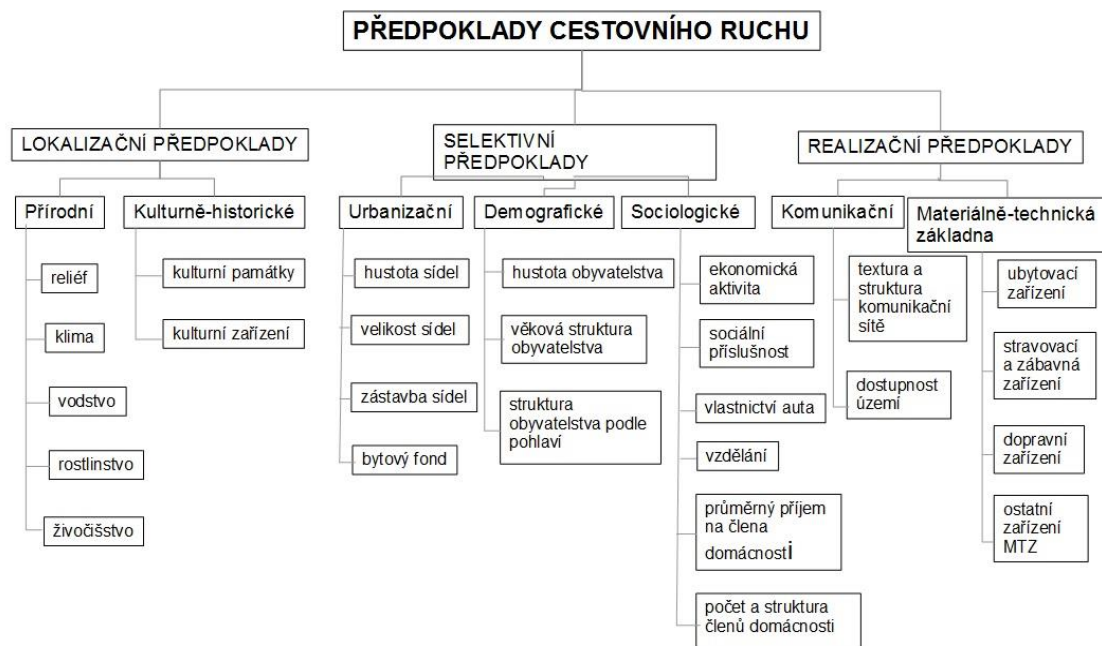 PŘEDPOKLADY CESTOVNÍHO RUCHU
LOKALIZAČNÍ PŘEDPOKLADY
Přírodní
reliéf
klima
vodstvo
rostlinstvo
živočišstvo
Kulturně-historické
kulturní památky
kulturní zařízení
SELEKTIVNÍ
PŘEDPOKLADY
Urbanizační
hustota sídel
velikost sídel
zástavba sídel
bytový fond
Demografické
hustota obyvatelstva
věková struktura
obyvatelstva
struktura
obyvatelstva podle
pohlaví
Sociologické
ekonomická
aktivita
sociální
příslušnost
vlastnictví auta
vzdělání
průměrný příjem
na člena
domácností
počet a struktura
členů domácnosti
REALIZAČNÍ PŘEDPOKLADY
Komunikační
textura a
struktura
komunikační
sítě
dostupnost
území
Materiálně-technická
základna
ubytovací
zařízení
stravovací
a zábavná
zařízení
dopravní
zařízení
ostatní
zařízení
MTZ